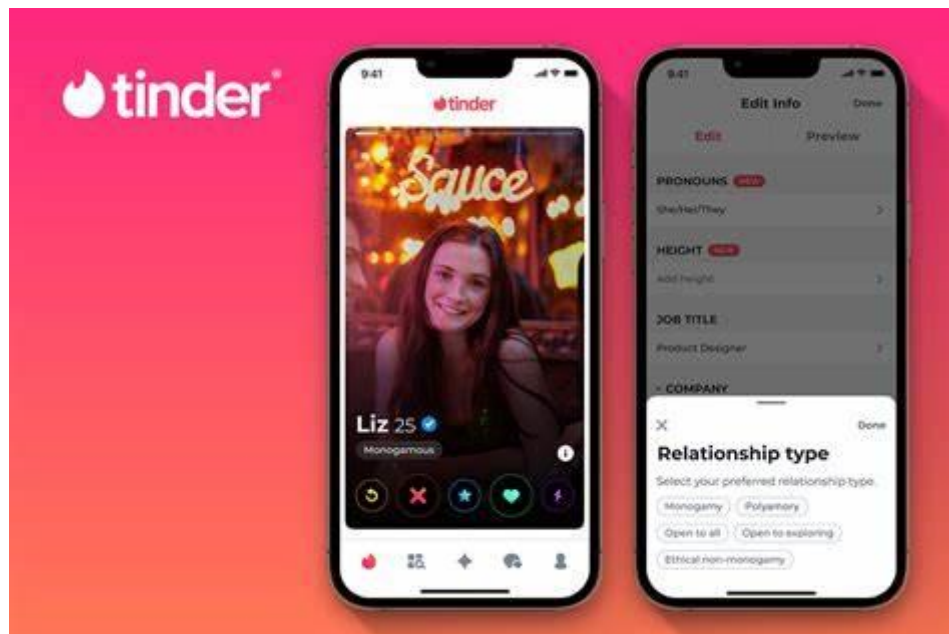 tinder®
9:41
tinder
Sauce
Liz 25
Monogamous
9:41
Edit Info
Done
Edit
Preview
PRONOUNS NEW
She/Her/They
HEIGHT NEW
Add height
JOB TITLE
Product Designer
COMPANY
Done
Relationship type
Select your preferred relationship type.
Monogamy
Polyamory
Open to all
Open to exploring
Ethical non-monogamy